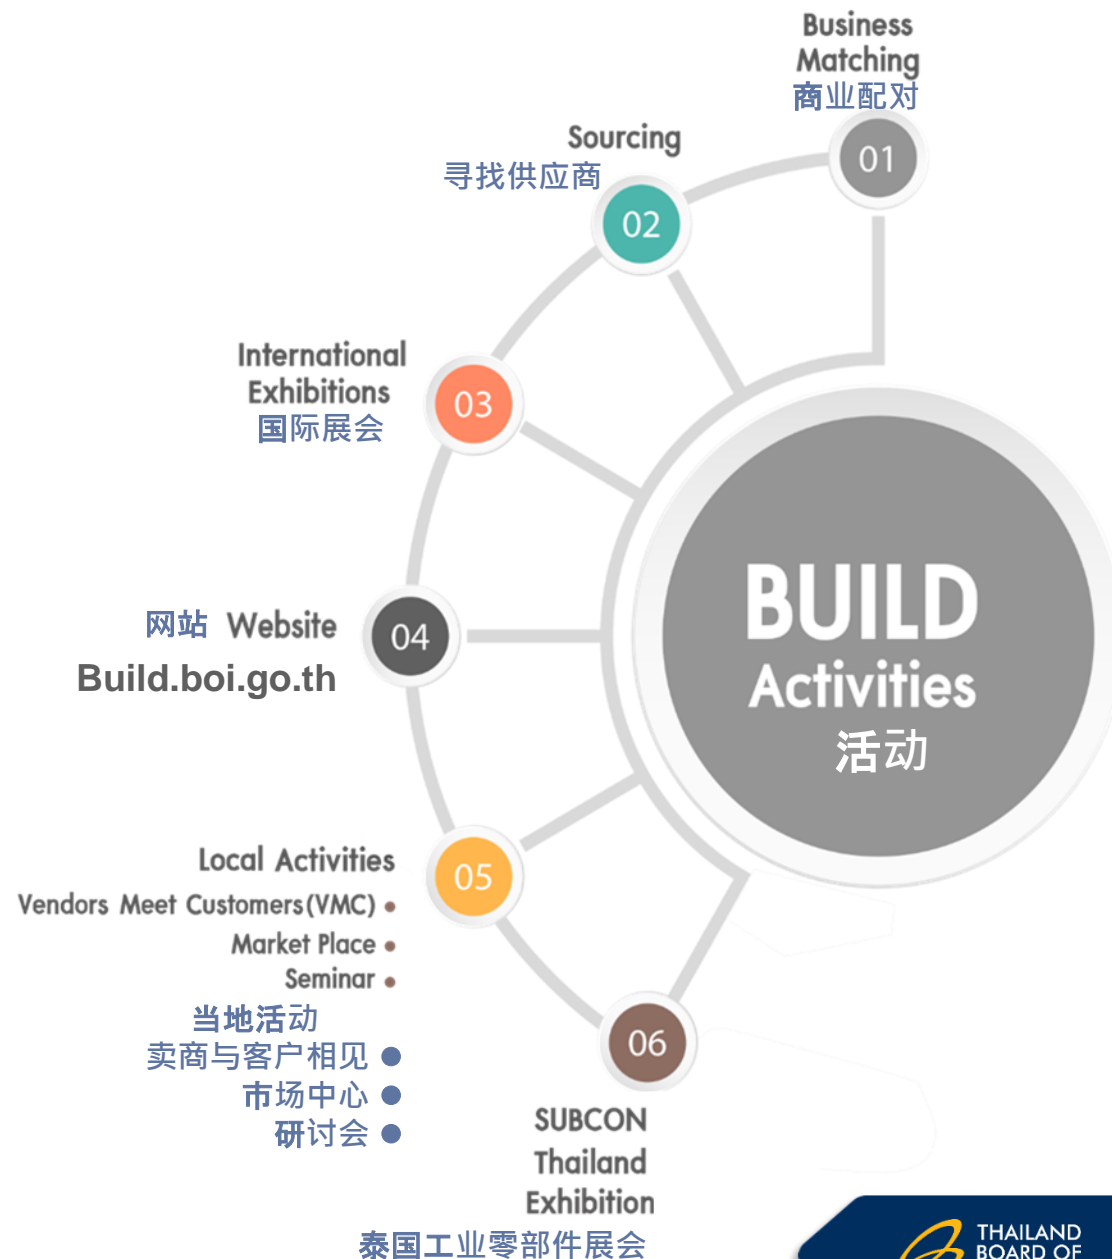 Business
Matching
商业配对
01
Sourcing
寻找供应商
02
International
Exhibitions
国际展会
03
网站 Website
Build.boi.go.th
04
BUILD
Activities
活动
Local Activities
Vendors Meet Customers(VMC) •
Market Place •
Seminar •
当地活动
卖商与客户相见 ●
市场中心 ●
研讨会 ●
05
06
SUBCON
Thailand
Exhibition
泰国工业零部件展会
THAILAND
BOARD OF